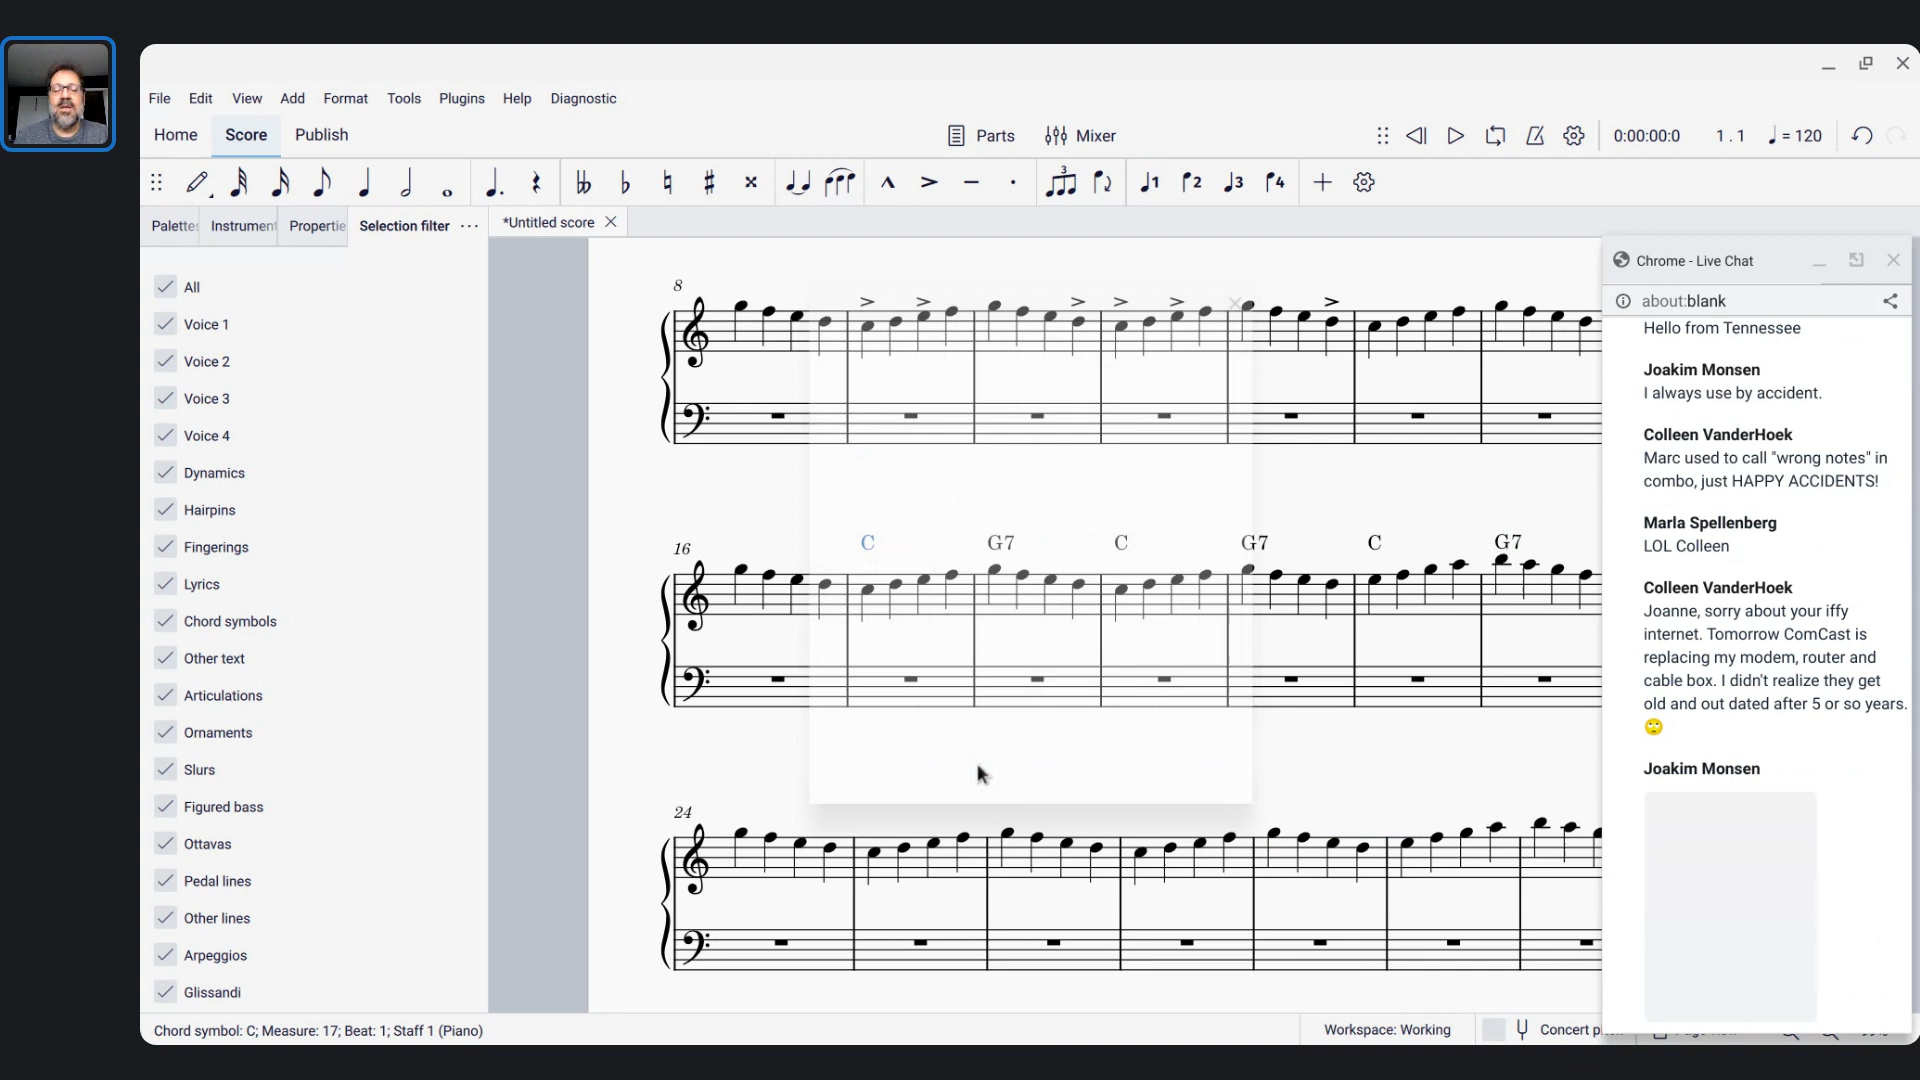 File Edit View Add Format Tools Plugins Help Diagnostic
Home Score Publish Parts Mixer 0:00:00:0 1 . 1 = 120
3 1 2 3 4
Palettes Instrument Propertie Selection filter ··· *Untitled score
All
Voice 1
Voice 2
Voice 3
Voice 4
Dynamics
Hairpins
Fingerings
Lyrics
Chord symbols
Other text
Articulations
Ornaments
Slurs
Figured bass
Ottavas
Pedal lines
Other lines
Arpeggios
Glissandi
8
16
C G7 C G7 C G7
24
Chrome - Live Chat
about:blank
Hello from Tennessee
Joakim Monsen
I always use by accident.
Colleen VanderHoek
Marc used to call "wrong notes" in
combo, just HAPPY ACCIDENTS!
Marla Spellenberg
LOL Colleen
Colleen VanderHoek
Joanne, sorry about your iffy
internet. Tomorrow ComCast is
replacing my modem, router and
cable box. I didn't realize they get
old and out dated after 5 or so years.
🙄
Joakim Monsen
Chord symbol: C; Measure: 17; Beat: 1; Staff 1 (Piano)
Workspace: Working Concert